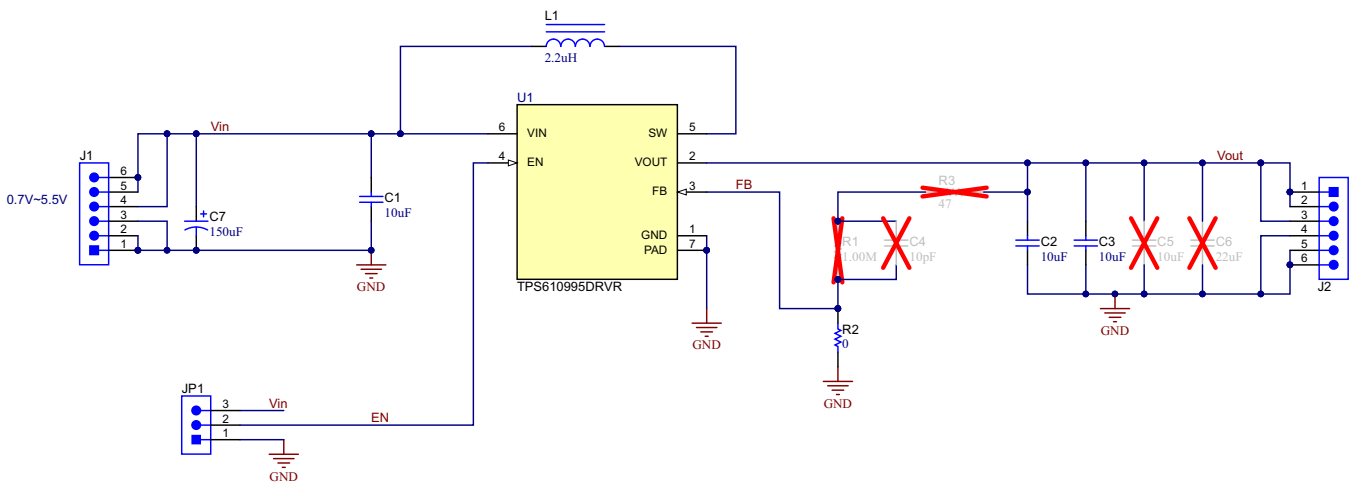 L1
2.2uH
U1
Vin
6
VIN
SW
5
J1
4
EN
VOUT
2
Vout
6
5
4
3
2
1
0.7V~5.5V
FB
3
FB
R3
47
J2
1
2
3
4
5
6
C7
150uF
+
C1
10uF
GND
1
PAD
7
R1
1.00M
C4
10pF
C2
10uF
C3
10uF
C5
10uF
C6
22uF
GND
TPS610995DRVR
GND
GND
R2
0
GND
JP1
3
Vin
2
EN
1
GND